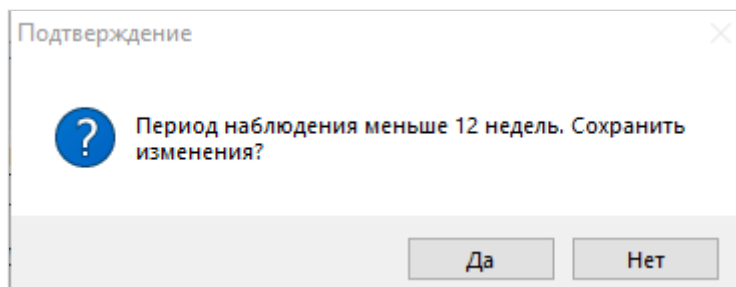 Подтверждение
Период наблюдения меньше 12 недель. Сохранить
изменения?
Да
Нет